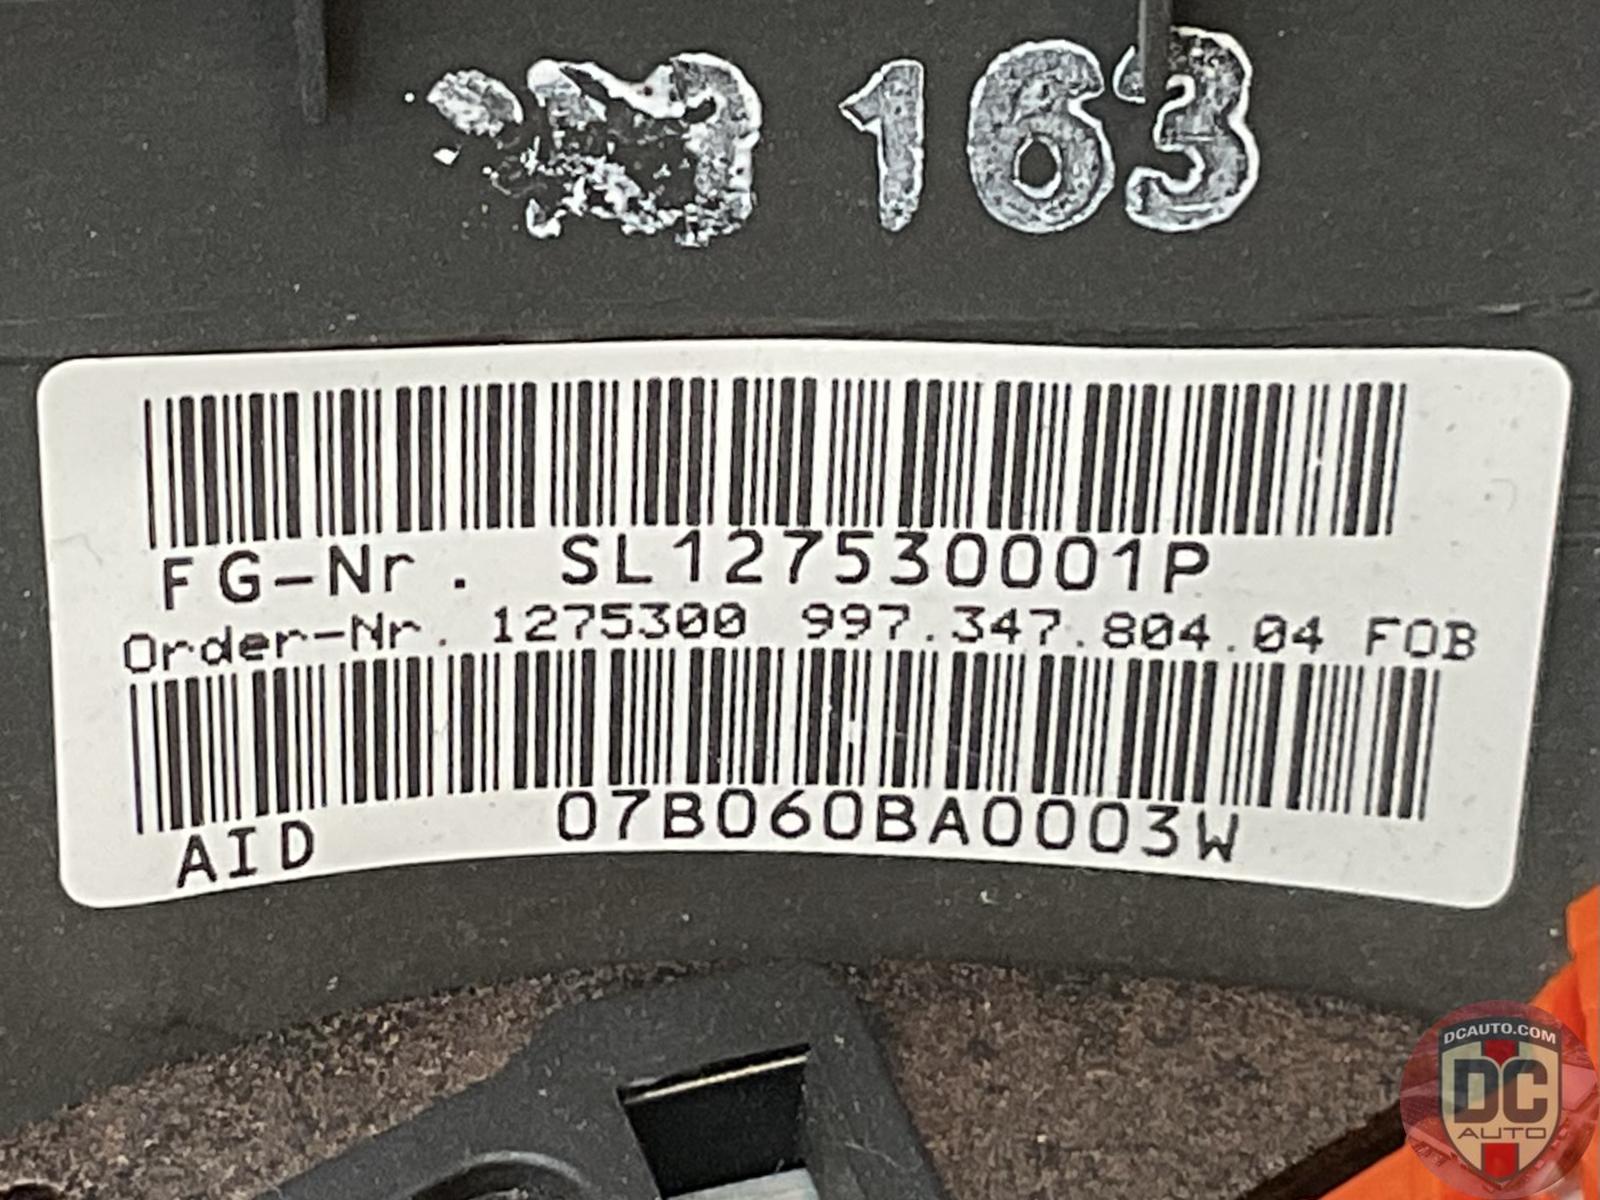 163
FG-Nr. SL127530001P
Order-Nr. 1275300 997.347.804.04 FOB
AID 07B060BA0003W
DCAUTO.COM
DC
AUTO